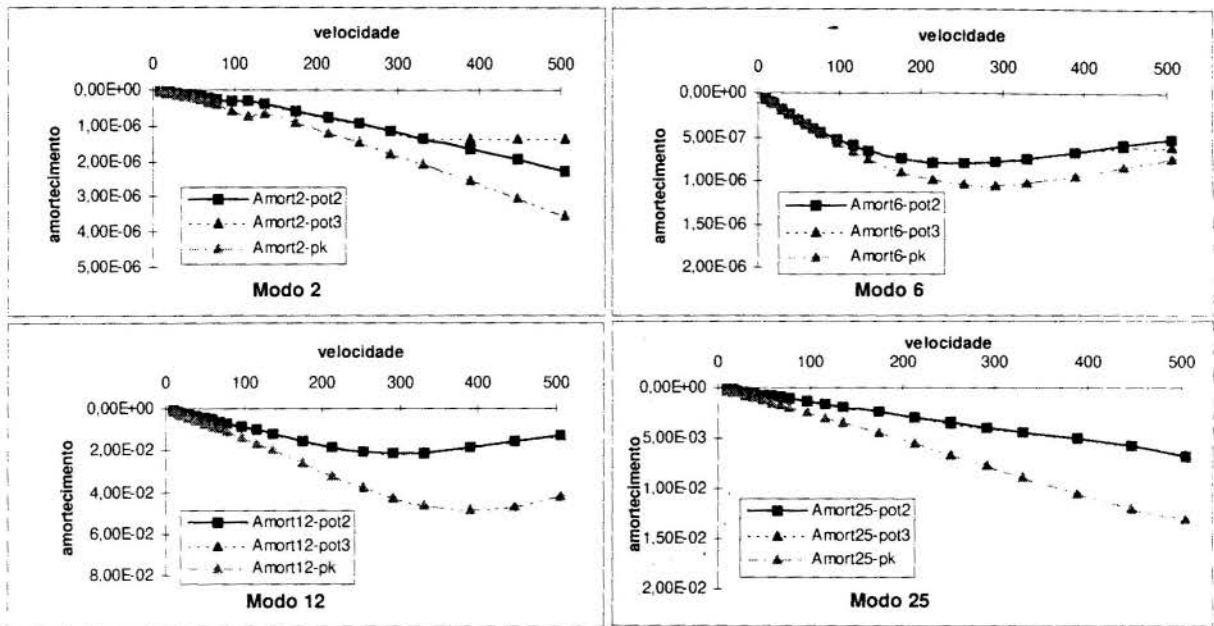 velocidade
0 100 200 300 400 500
0,00E+00
1,00E-06
2,00E-06
3,00E-06
4,00E-06
5,00E-06
amortecimento
Amort2-pot2
Amort2-pot3
Amort2-pk
Modo 2
velocidade
0 100 200 300 400 500
0,00E+00
5,00E-07
1,00E-06
1,50E-06
2,00E-06
amortecimento
Amort6-pot2
Amort6-pot3
Amort6-pk
Modo 6
velocidade
0 100 200 300 400 500
0,00E+00
2,00E-02
4,00E-02
6,00E-02
8,00E-02
amortecimento
Amort12-pot2
Amort12-pot3
Amort12-pk
Modo 12
velocidade
0 100 200 300 400 500
0,00E+00
5,00E-03
1,00E-02
1,50E-02
2,00E-02
amortecimento
Amort25-pot2
Amort25-pot3
Amort25-pk
Modo 25